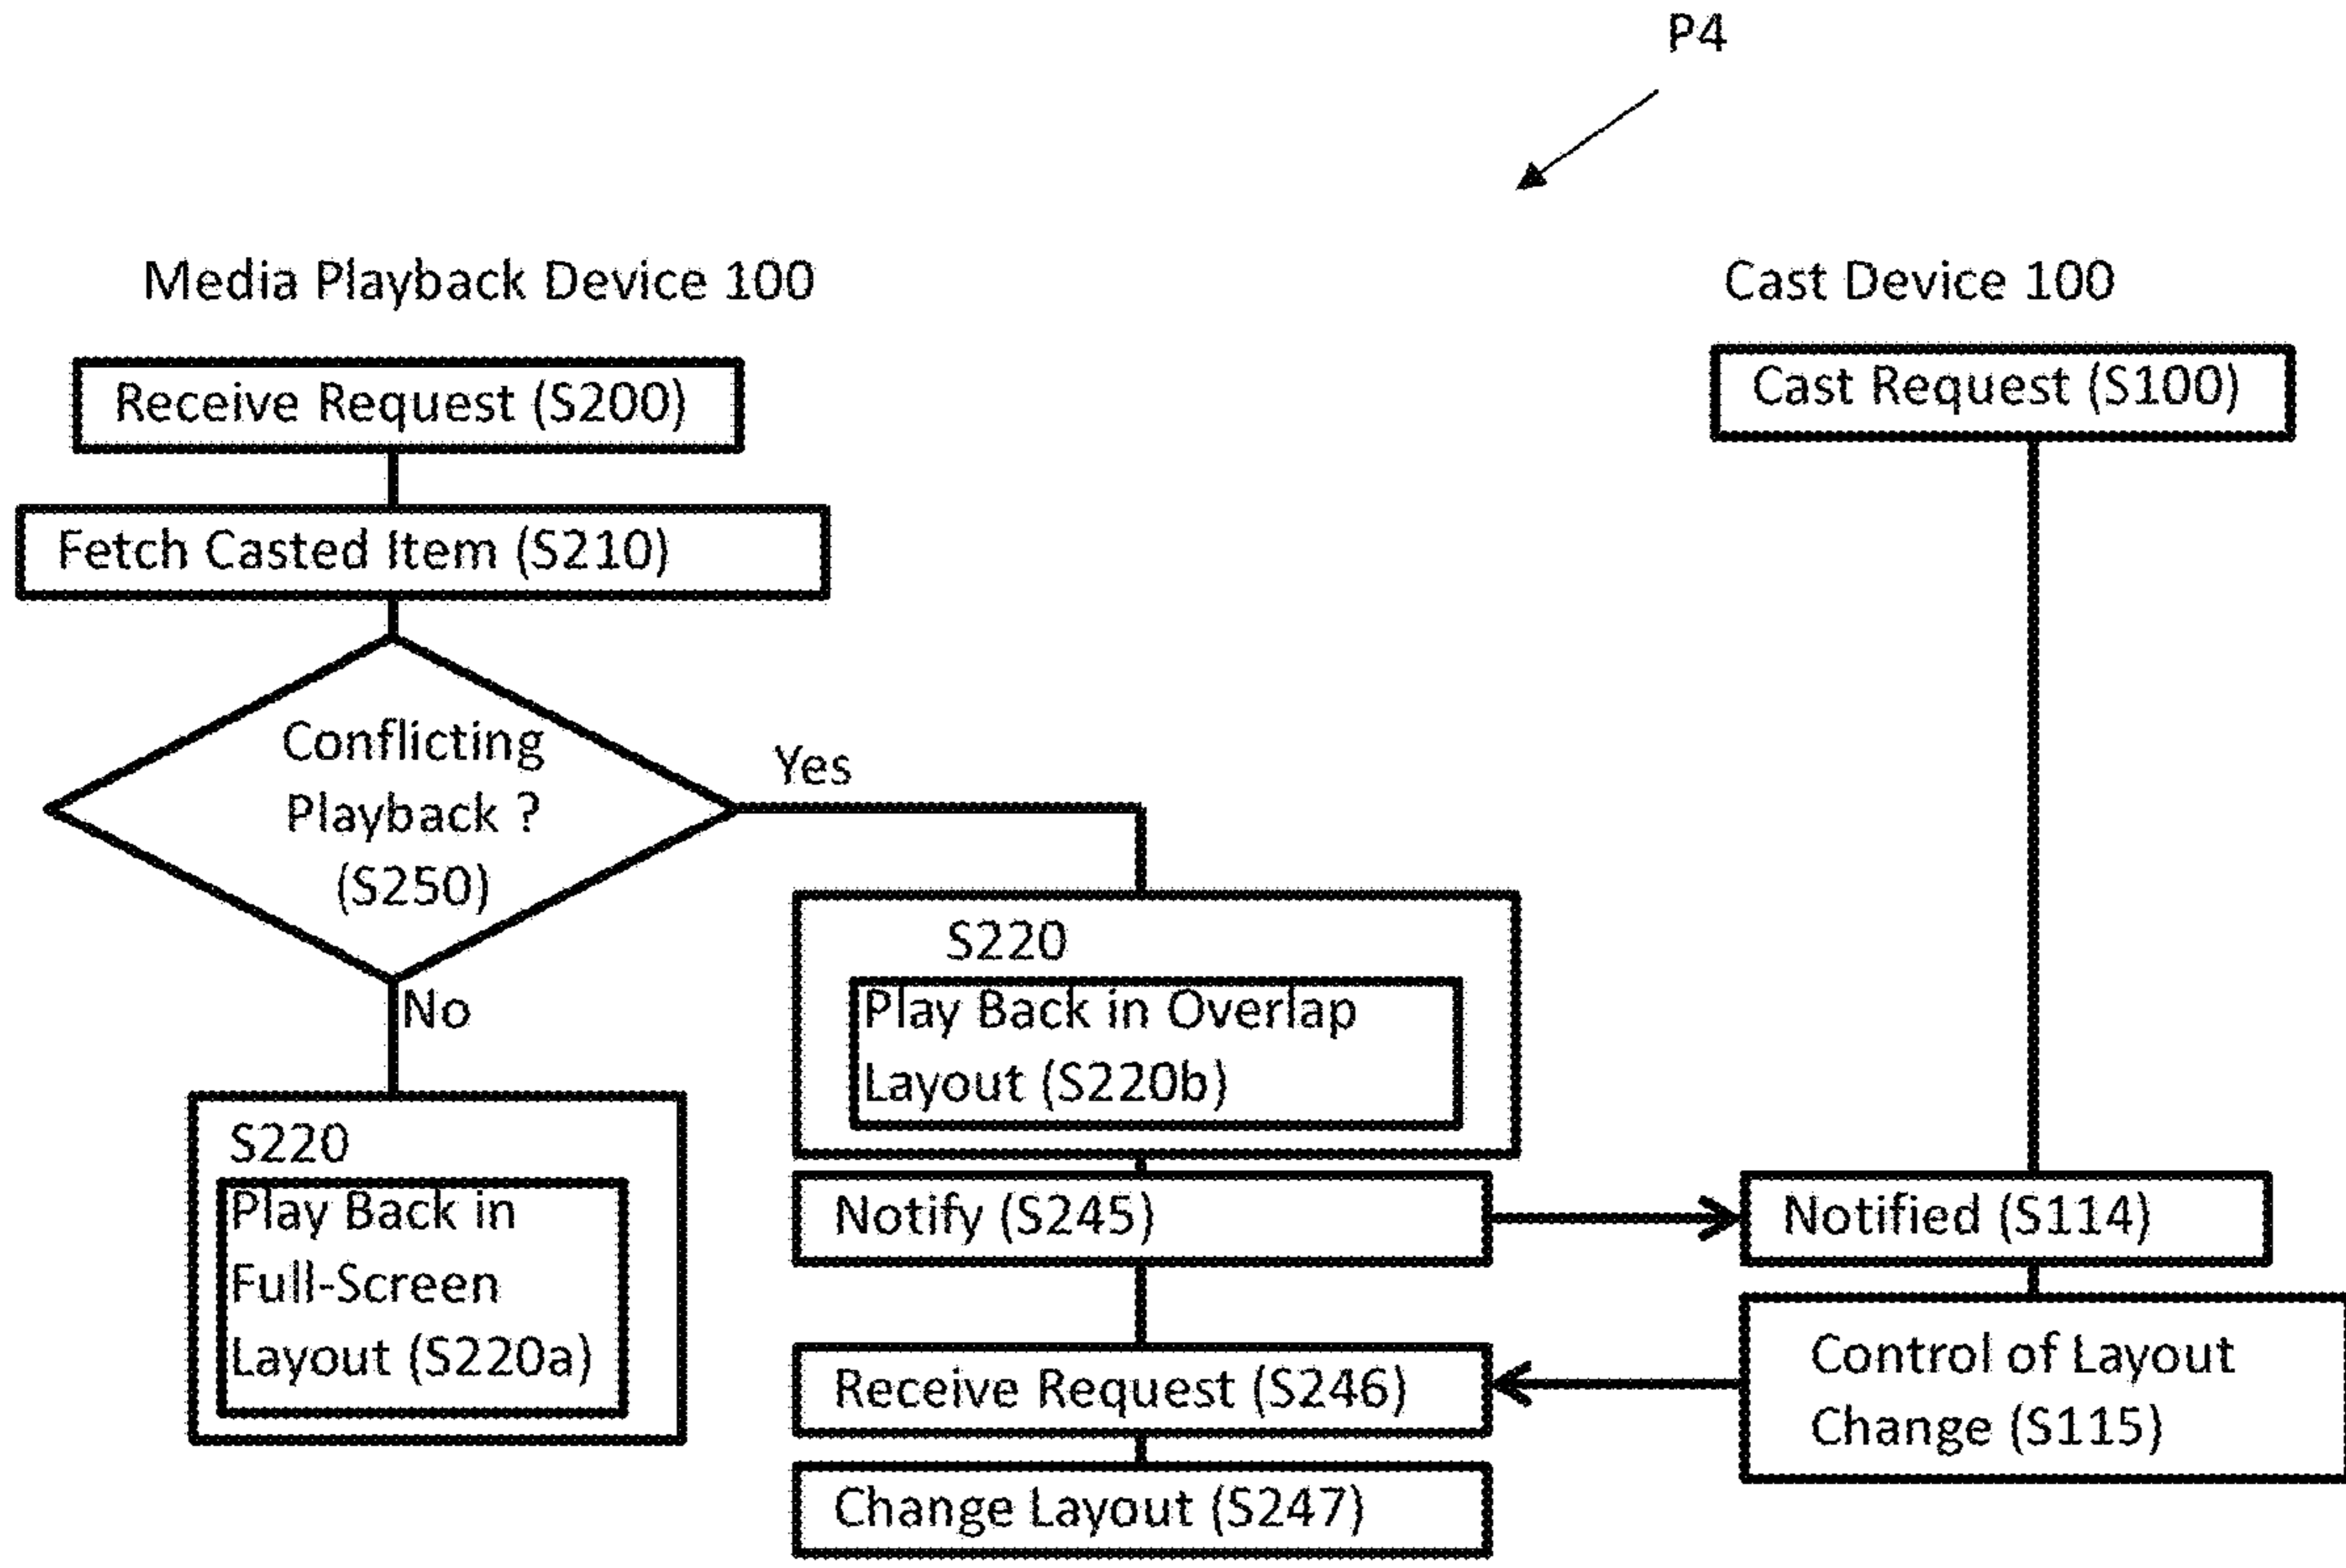 P4
Media Playback Device 100
Cast Device 100
Receive Request (S200)
Cast Request (S100)
Fetch Casted Item (S210)
Conflicting
Playback ?
(S250)
Yes
No
S220
Play Back in Overlap
Layout (S220b)
S220
Play Back in
Full-Screen
Layout (S220a)
Notify (S245)
Notified (S114)
Receive Request (S246)
Control of Layout
Change (S115)
Change Layout (S247)